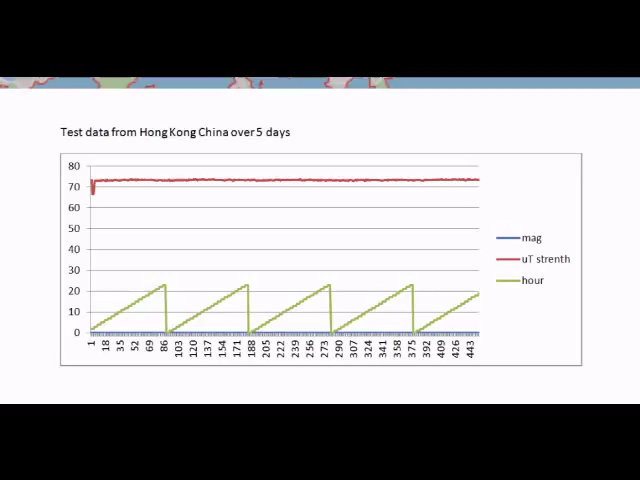 Test data from Hong Kong China over 5 days
80
70
60
50
40
30
20
10
0
mag
uT strenth
hour
1 18 35 52 69 86 103 120 137 154 171 188 205 222 239 256 273 290 307 324 341 358 375 392 409 426 443